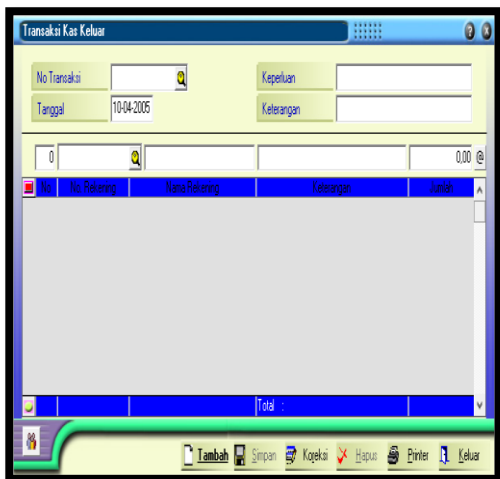 Transaksi Kas Keluar
No Transaksi Keperluan
Tanggal 10-04-2005 Keterangan
0 0,00 @
No No. Rekening Nama Rekening Keterangan Jumlah
Total :
Tambah Simpan Koreksi Hapus Printer Keluar